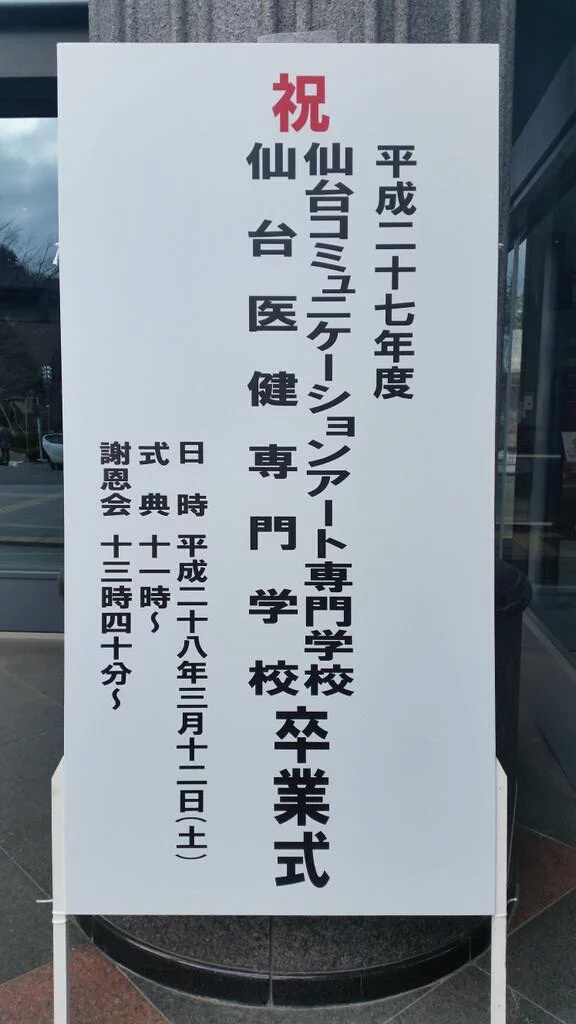 平成二十七年度
祝
仙台コミュニケーションアート専門学校
仙台医健専門学校
卒業式
日時 平成二十八年三月十二日(土)
式典 十一時~
謝恩会 十三時四十分~